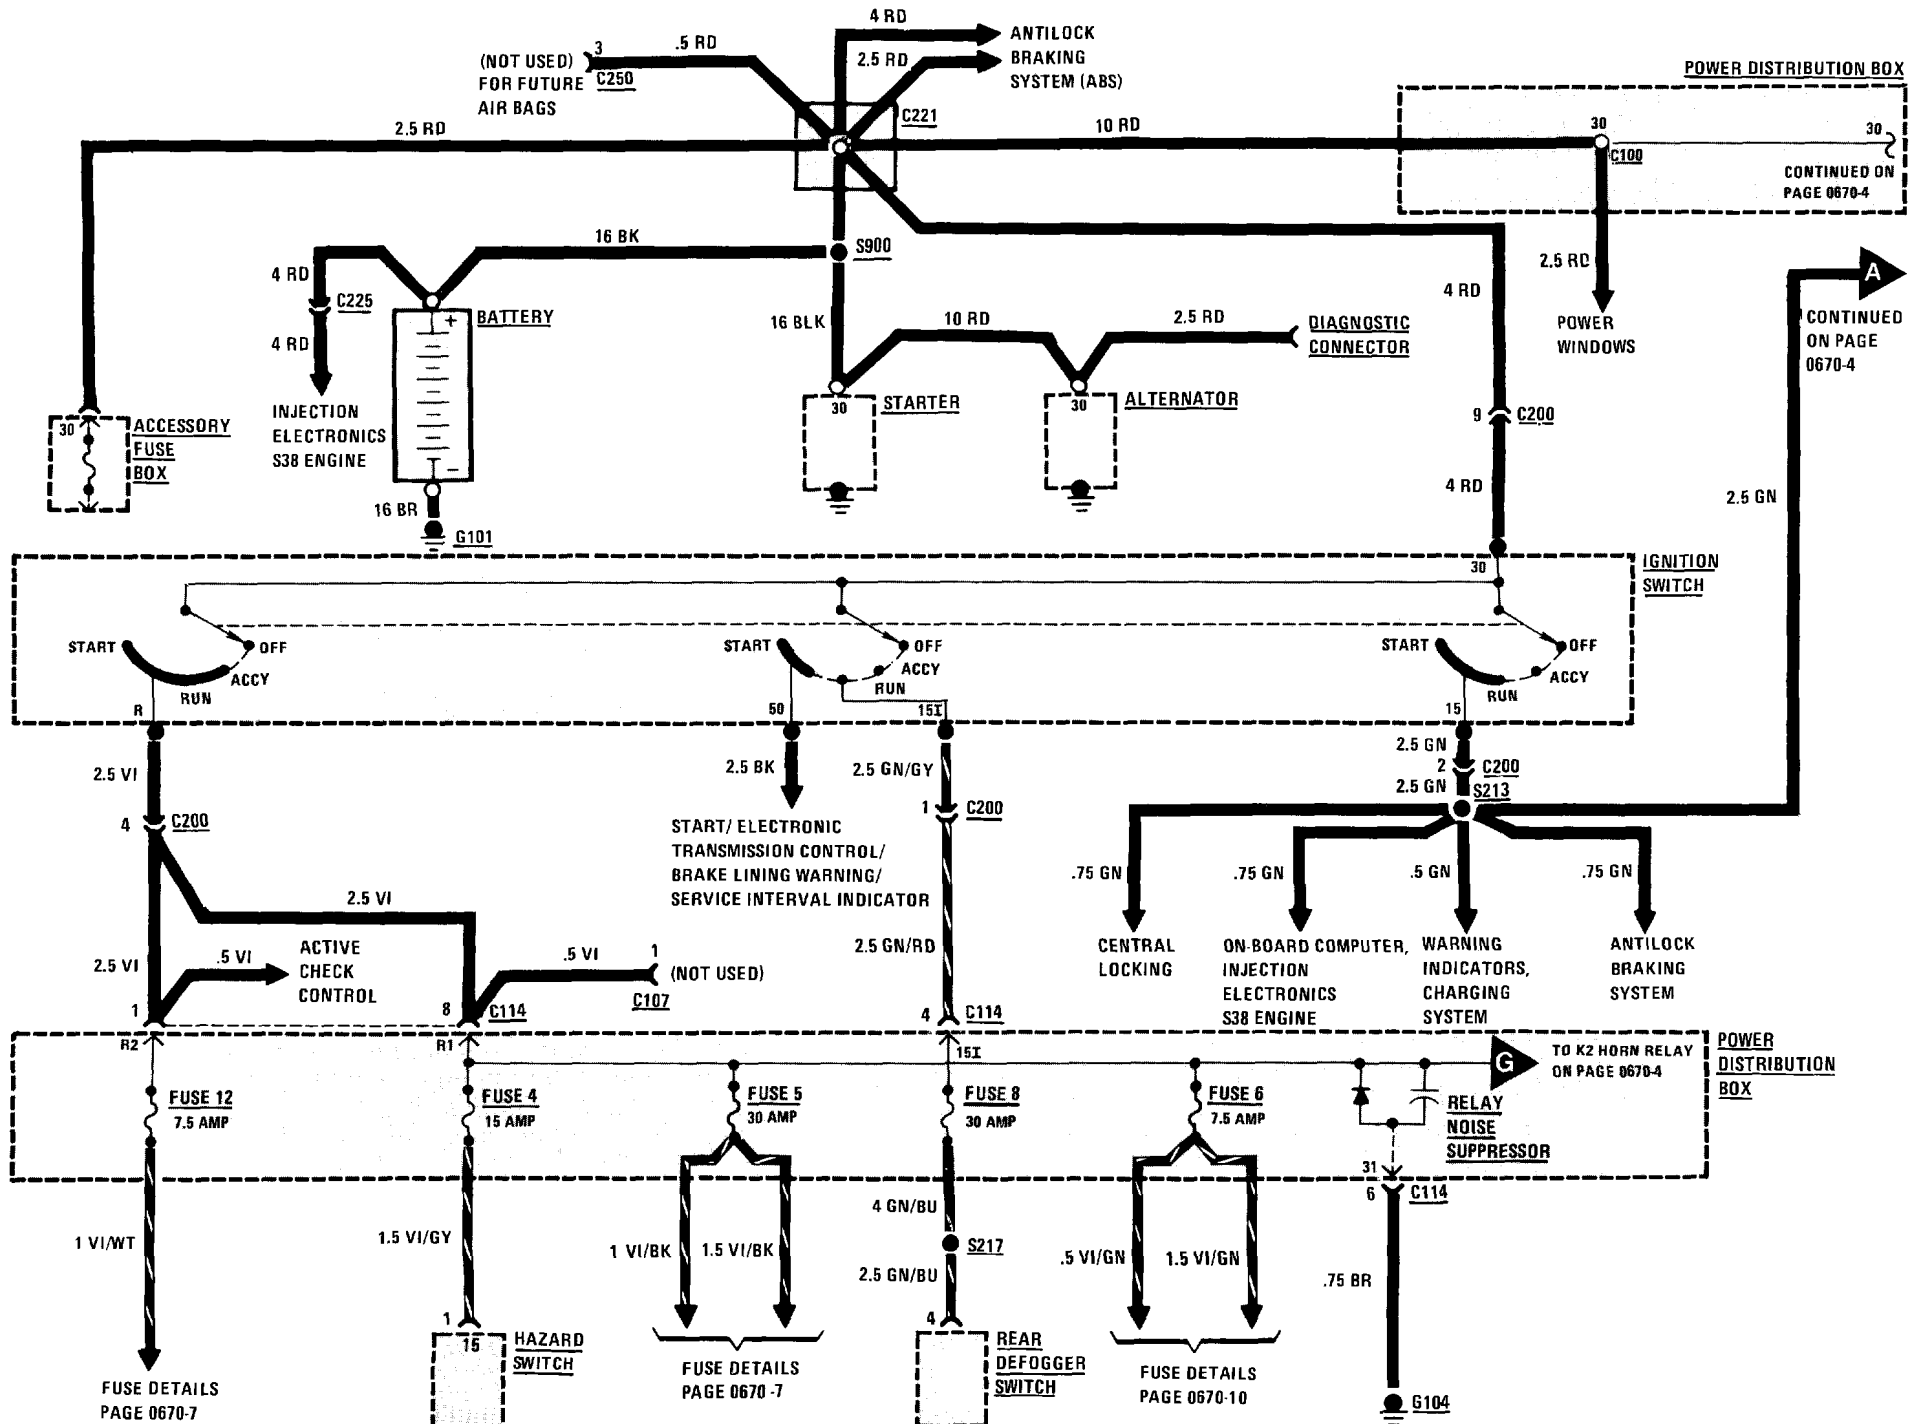 4 RD
ANTILOCK
BRAKING
SYSTEM (ABS)
2.5 RD
(NOT USED)
FOR FUTURE
AIR BAGS
3
C250
.5 RD
C221
POWER DISTRIBUTION BOX
2.5 RD
10 RD
30
C100
30
CONTINUED ON
PAGE 0670-4
16 BK
S900
4 RD
C225
4 RD
INJECTION
ELECTRONICS
S38 ENGINE
+
BATTERY
−
16 BR
G101
30
ACCESSORY
FUSE
BOX
16 BLK
10 RD
2.5 RD
DIAGNOSTIC
CONNECTOR
30
STARTER
30
ALTERNATOR
4 RD
9
C200
4 RD
2.5 RD
POWER
WINDOWS
A
CONTINUED
ON PAGE
0670-4
2.5 GN
30
IGNITION
SWITCH
START
OFF
ACCY
RUN
R
START
OFF
ACCY
RUN
50
15I
START
OFF
ACCY
RUN
15
2.5 VI
4
C200
2.5 BK
START/ ELECTRONIC
TRANSMISSION CONTROL/
BRAKE LINING WARNING/
SERVICE INTERVAL INDICATOR
2.5 GN/GY
1
C200
2.5 GN
2
C200
2.5 GN
S213
2.5 VI
2.5 VI
.5 VI
ACTIVE
CHECK
CONTROL
.5 VI
1
(NOT USED)
C107
2.5 GN/RD
.75 GN
CENTRAL
LOCKING
.75 GN
ON-BOARD COMPUTER,
INJECTION
ELECTRONICS
S38 ENGINE
.5 GN
WARNING
INDICATORS,
CHARGING
SYSTEM
.75 GN
ANTILOCK
BRAKING
SYSTEM
1
8
C114
4
C114
R2
R1
15I
G
TO K2 HORN RELAY
ON PAGE 0670-4
POWER
DISTRIBUTION
BOX
FUSE 12
7.5 AMP
FUSE 4
15 AMP
FUSE 5
30 AMP
FUSE 8
30 AMP
FUSE 6
7.5 AMP
RELAY
NOISE
SUPPRESSOR
31
6
C114
1 VI/WT
1.5 VI/GY
1 VI/BK
1.5 VI/BK
4 GN/BU
S217
2.5 GN/BU
.5 VI/GN
1.5 VI/GN
.75 BR
1
15
HAZARD
SWITCH
4
REAR
DEFOGGER
SWITCH
FUSE DETAILS
PAGE 0670-7
FUSE DETAILS
PAGE 0670 -7
FUSE DETAILS
PAGE 0670-10
G104